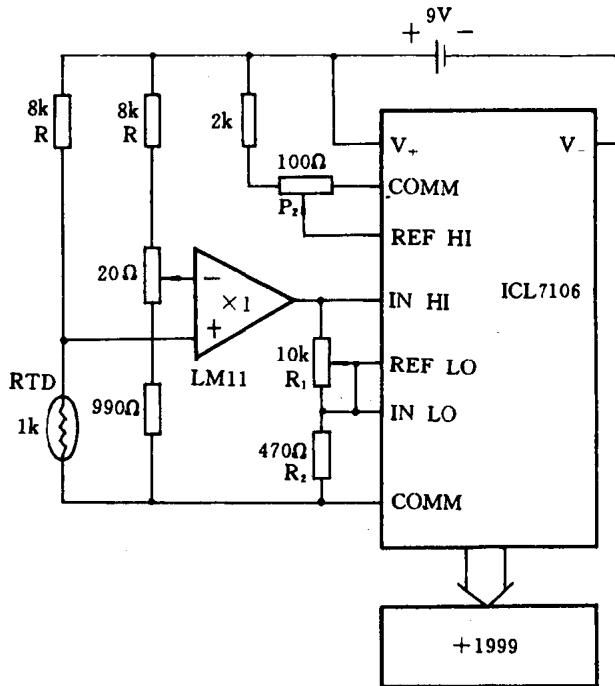 9V
+ −
8k
R
8k
R
2k
100Ω
P₂
V₊
V₋
COMM
REF HI
20Ω
−
×1
+
LM11
IN HI
ICL7106
10k
R₁
REF LO
IN LO
RTD
1k
990Ω
470Ω
R₂
COMM
+1999